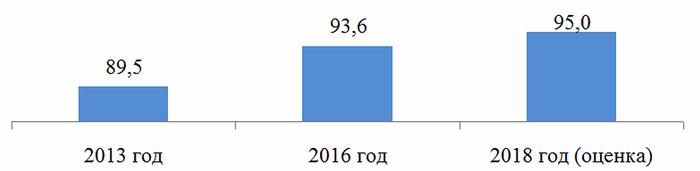 89,5
93,6
95,0
2013 год
2016 год
2018 год (оценка)